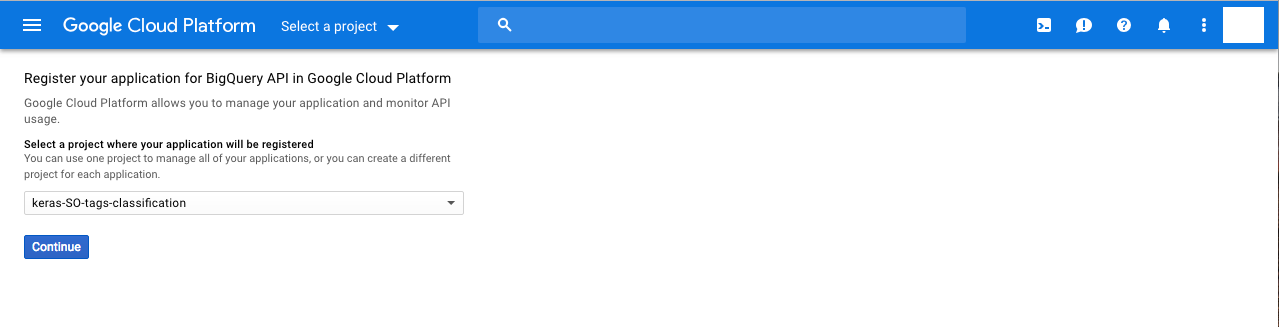 Google Cloud Platform
Select a project
Register your application for BigQuery API in Google Cloud Platform
Google Cloud Platform allows you to manage your application and monitor API
usage.
Select a project where your application will be registered
You can use one project to manage all of your applications, or you can create a different
project for each application.
keras-SO-tags-classification
Continue